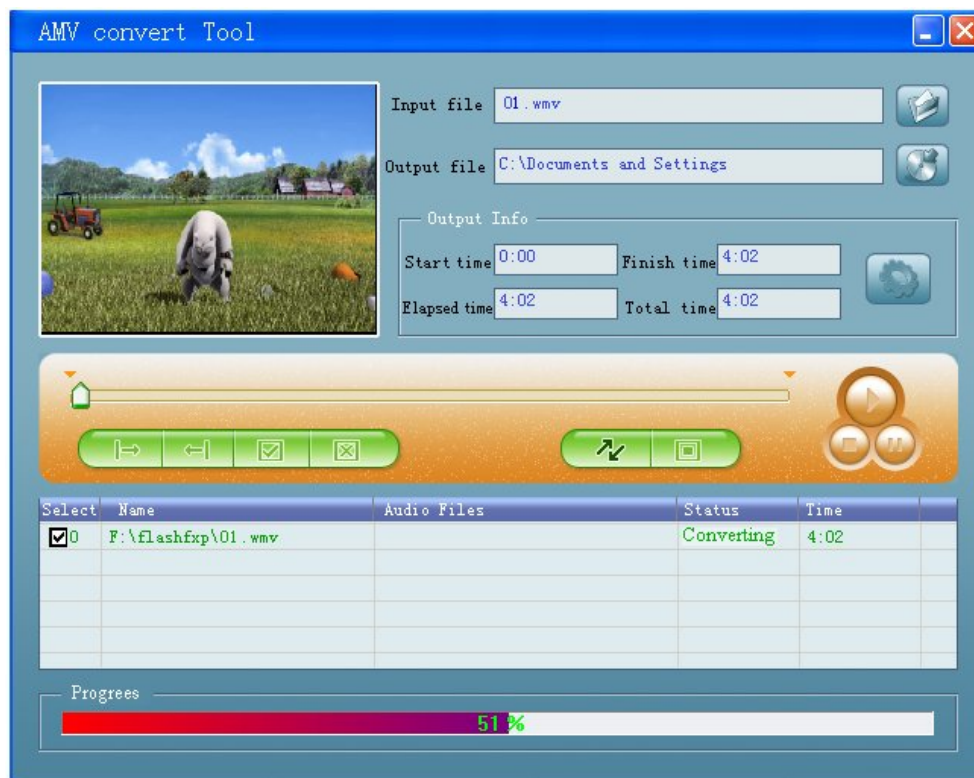 AMV convert Tool
Input file 01.wmv
Output file C:\Documents and Settings
Output Info
Start time 0:00 Finish time 4:02
Elapsed time 4:02 Total time 4:02
Select Name Audio Files Status Time
0 F:\flashfxp\01.wmv Converting 4:02
Progrees
51 %